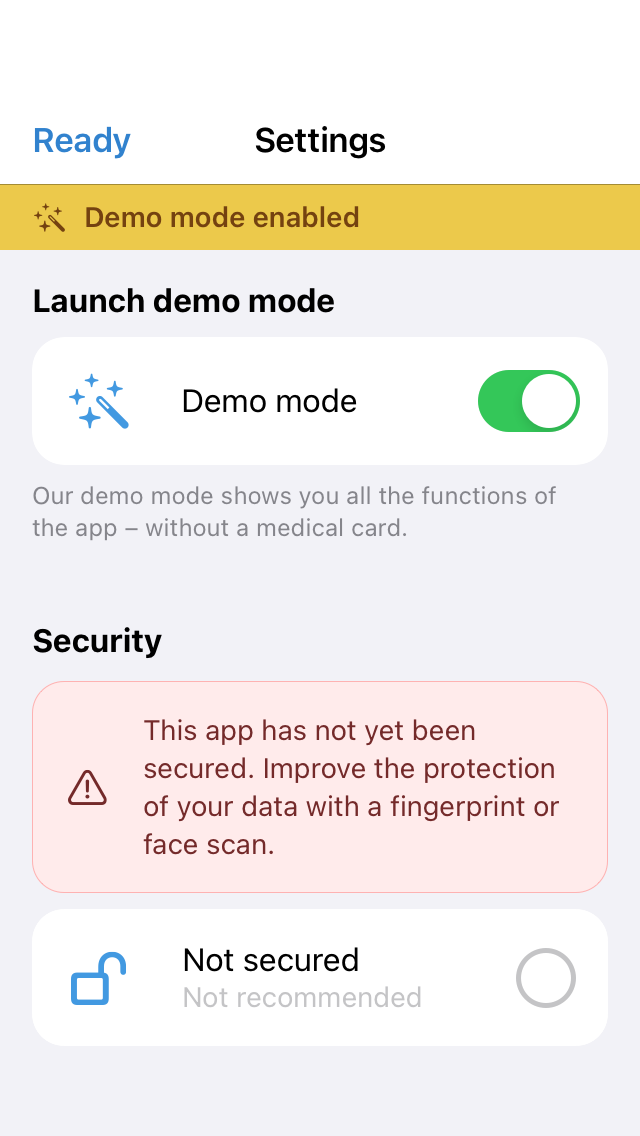 Ready
Settings
Demo mode enabled
Launch demo mode
Demo mode
Our demo mode shows you all the functions of
the app – without a medical card.
Security
This app has not yet been
secured. Improve the protection
of your data with a fingerprint or
face scan.
Not secured
Not recommended